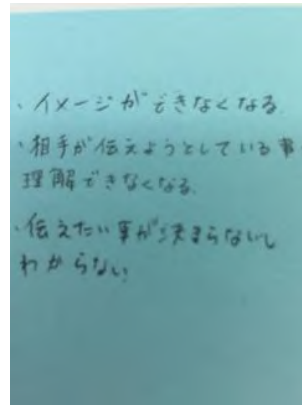 ・イメージができなくなる.
・相手が伝えようとしている事
理解できなくなる.
・伝えたい事が決まらないし
わからない